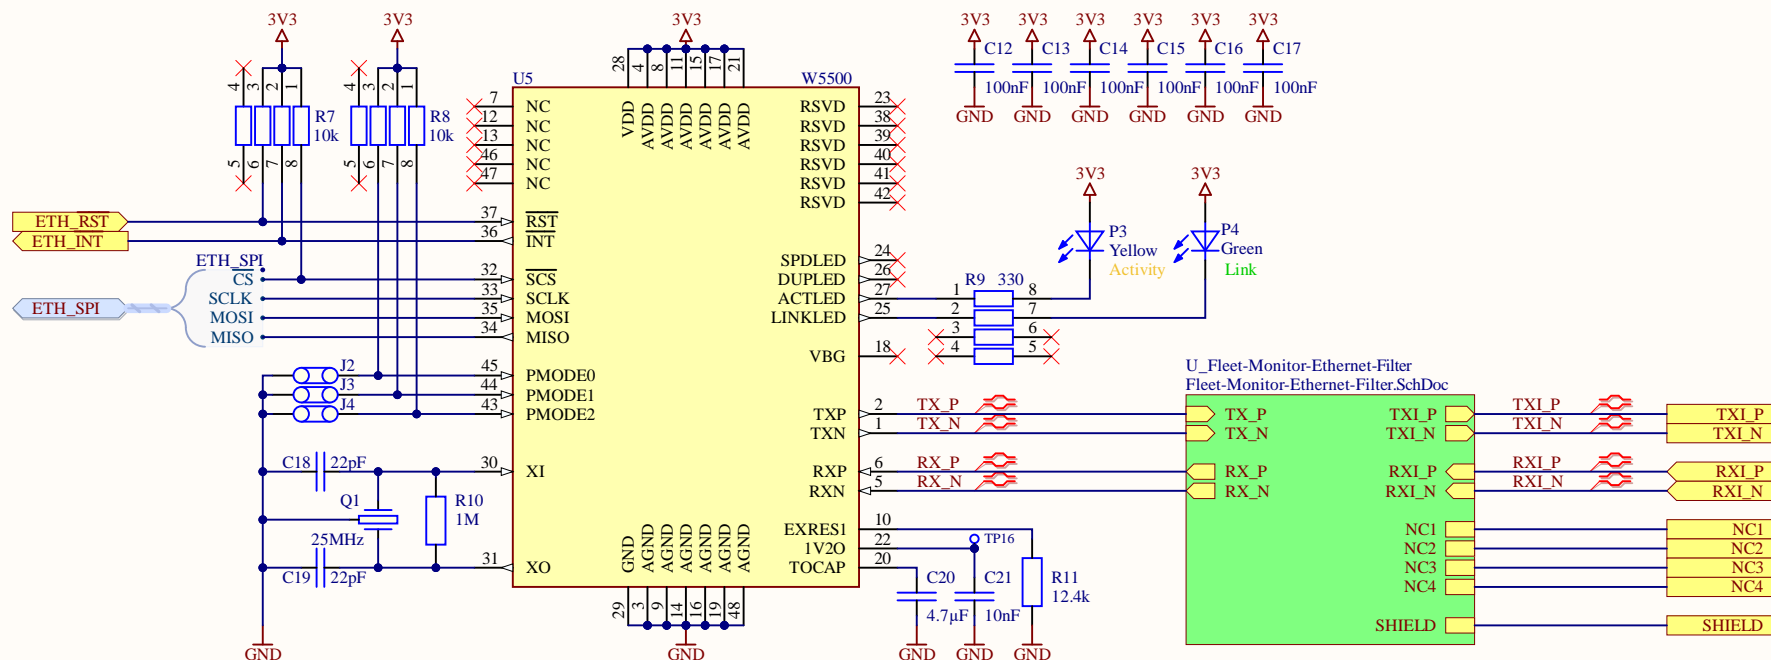 3V3
3V3
3V3
3V3
3V3
3V3
3V3
3V3
3V3
C12
C13
C14
C15
C16
C17
100nF
100nF
100nF
100nF
100nF
100nF
GND
GND
GND
GND
GND
GND
4
3
2
1
R7
10k
5
6
7
8
4
3
2
1
R8
10k
5
6
7
8
U5
W5500
28
4
8
11
15
17
21
VDD
AVDD
AVDD
AVDD
AVDD
AVDD
AVDD
7 NC
12 NC
13 NC
46 NC
47 NC
RSVD 23
RSVD 38
RSVD 39
RSVD 40
RSVD 41
RSVD 42
ETH_RST
37 RST
ETH_INT
36 INT
ETH_SPI
ETH_SPI
CS
SCLK
MOSI
MISO
32 SCS
33 SCLK
35 MOSI
34 MISO
SPDLED 24
DUPLED 26
ACTLED 27
LINKLED 25
VBG 18
R9 330
1 8
2 7
3 6
4 5
3V3
3V3
P3
Yellow
Activity
P4
Green
Link
J2
J3
J4
45 PMODE0
44 PMODE1
43 PMODE2
C18 22pF
30 XI
Q1
25MHz
R10
1M
C19 22pF
31 XO
GND
TXP 2
TXN 1
RXP 6
RXN 5
TX_P
TX_N
RX_P
RX_N
EXRES1 10
1V2O 22
TOCAP 20
TP16
C20
4.7µF
C21
10nF
R11
12.4k
GND
GND
GND
GND
AGND
AGND
AGND
AGND
AGND
AGND
29
3
9
14
16
19
48
GND
U_Fleet-Monitor-Ethernet-Filter
Fleet-Monitor-Ethernet-Filter.SchDoc
TX_P
TX_N
RX_P
RX_N
TXI_P
TXI_N
RXI_P
RXI_N
NC1
NC2
NC3
NC4
SHIELD
TXI_P
TXI_N
RXI_P
RXI_N
TXI_P
TXI_N
RXI_P
RXI_N
NC1
NC2
NC3
NC4
SHIELD